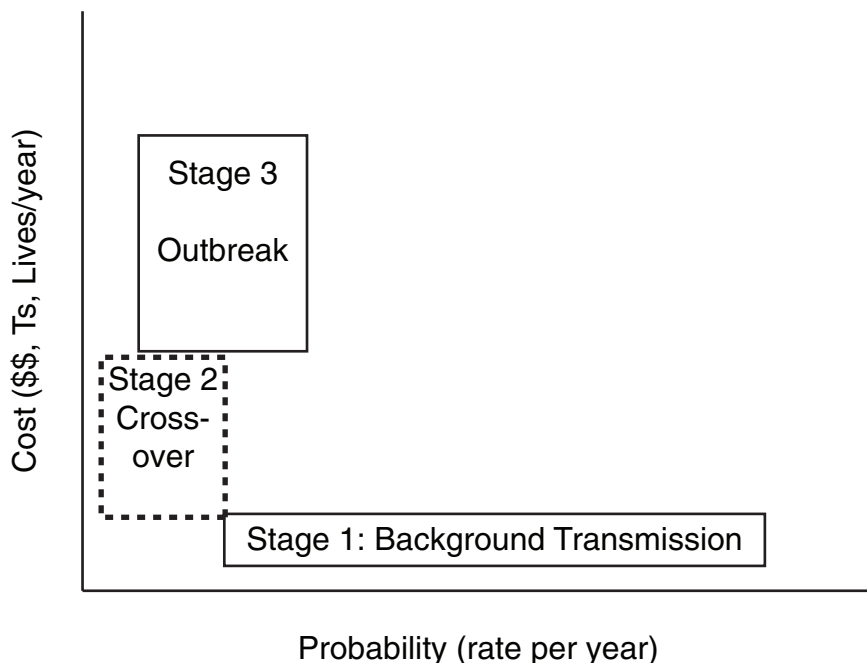 Cost ($$, Ts, Lives/year)
Stage 3
Outbreak
Stage 2
Cross-
over
Stage 1: Background Transmission
Probability (rate per year)